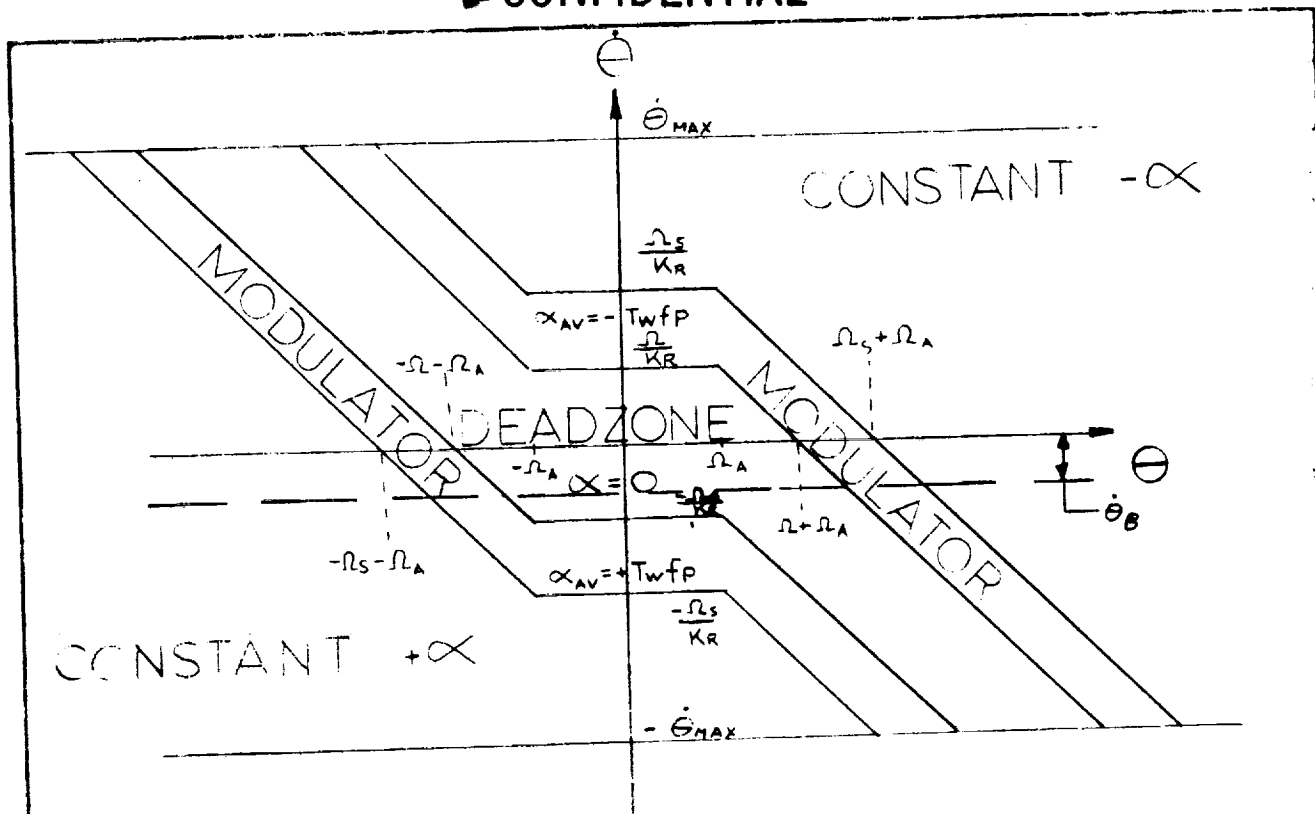 CONFIDENTIAL
Θ̇
Θ̇MAX
CONSTANT -α
Ωs/KR
αAV = - Twfp
Ω/KR
Ωs + ΩA
-Ω - ΩA
MODULATOR
MODULATOR
DEADZONE
-ΩA
ΩA
Θ
α = 0
Ω + ΩA
Θ̇B
-Ωs - ΩA
αAV = + Twfp
-Ωs/KR
CONSTANT +α
- Θ̇MAX